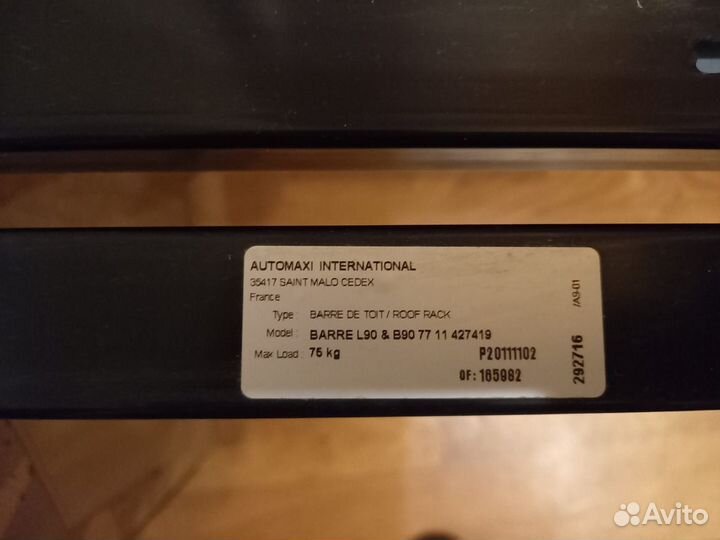 AUTOMAXI INTERNATIONAL
35417 SAINT MALO CEDEX
France
Type : BARRE DE TOIT / ROOF RACK
Model : BARRE L90 & B90 77 11 427419
Max Load : 75 kg
P20111102
OF: 165982
292716 /A9-01
Avito